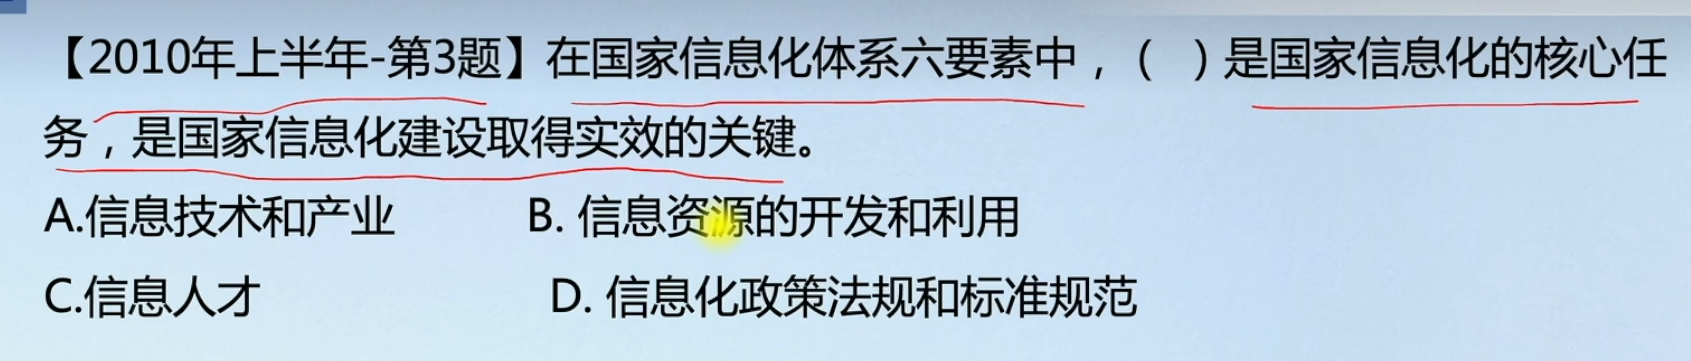 【2010年上半年-第3题】在国家信息化体系六要素中，（ ）是国家信息化的核心任
务，是国家信息化建设取得实效的关键。
A.信息技术和产业 B. 信息资源的开发和利用
C.信息人才 D. 信息化政策法规和标准规范